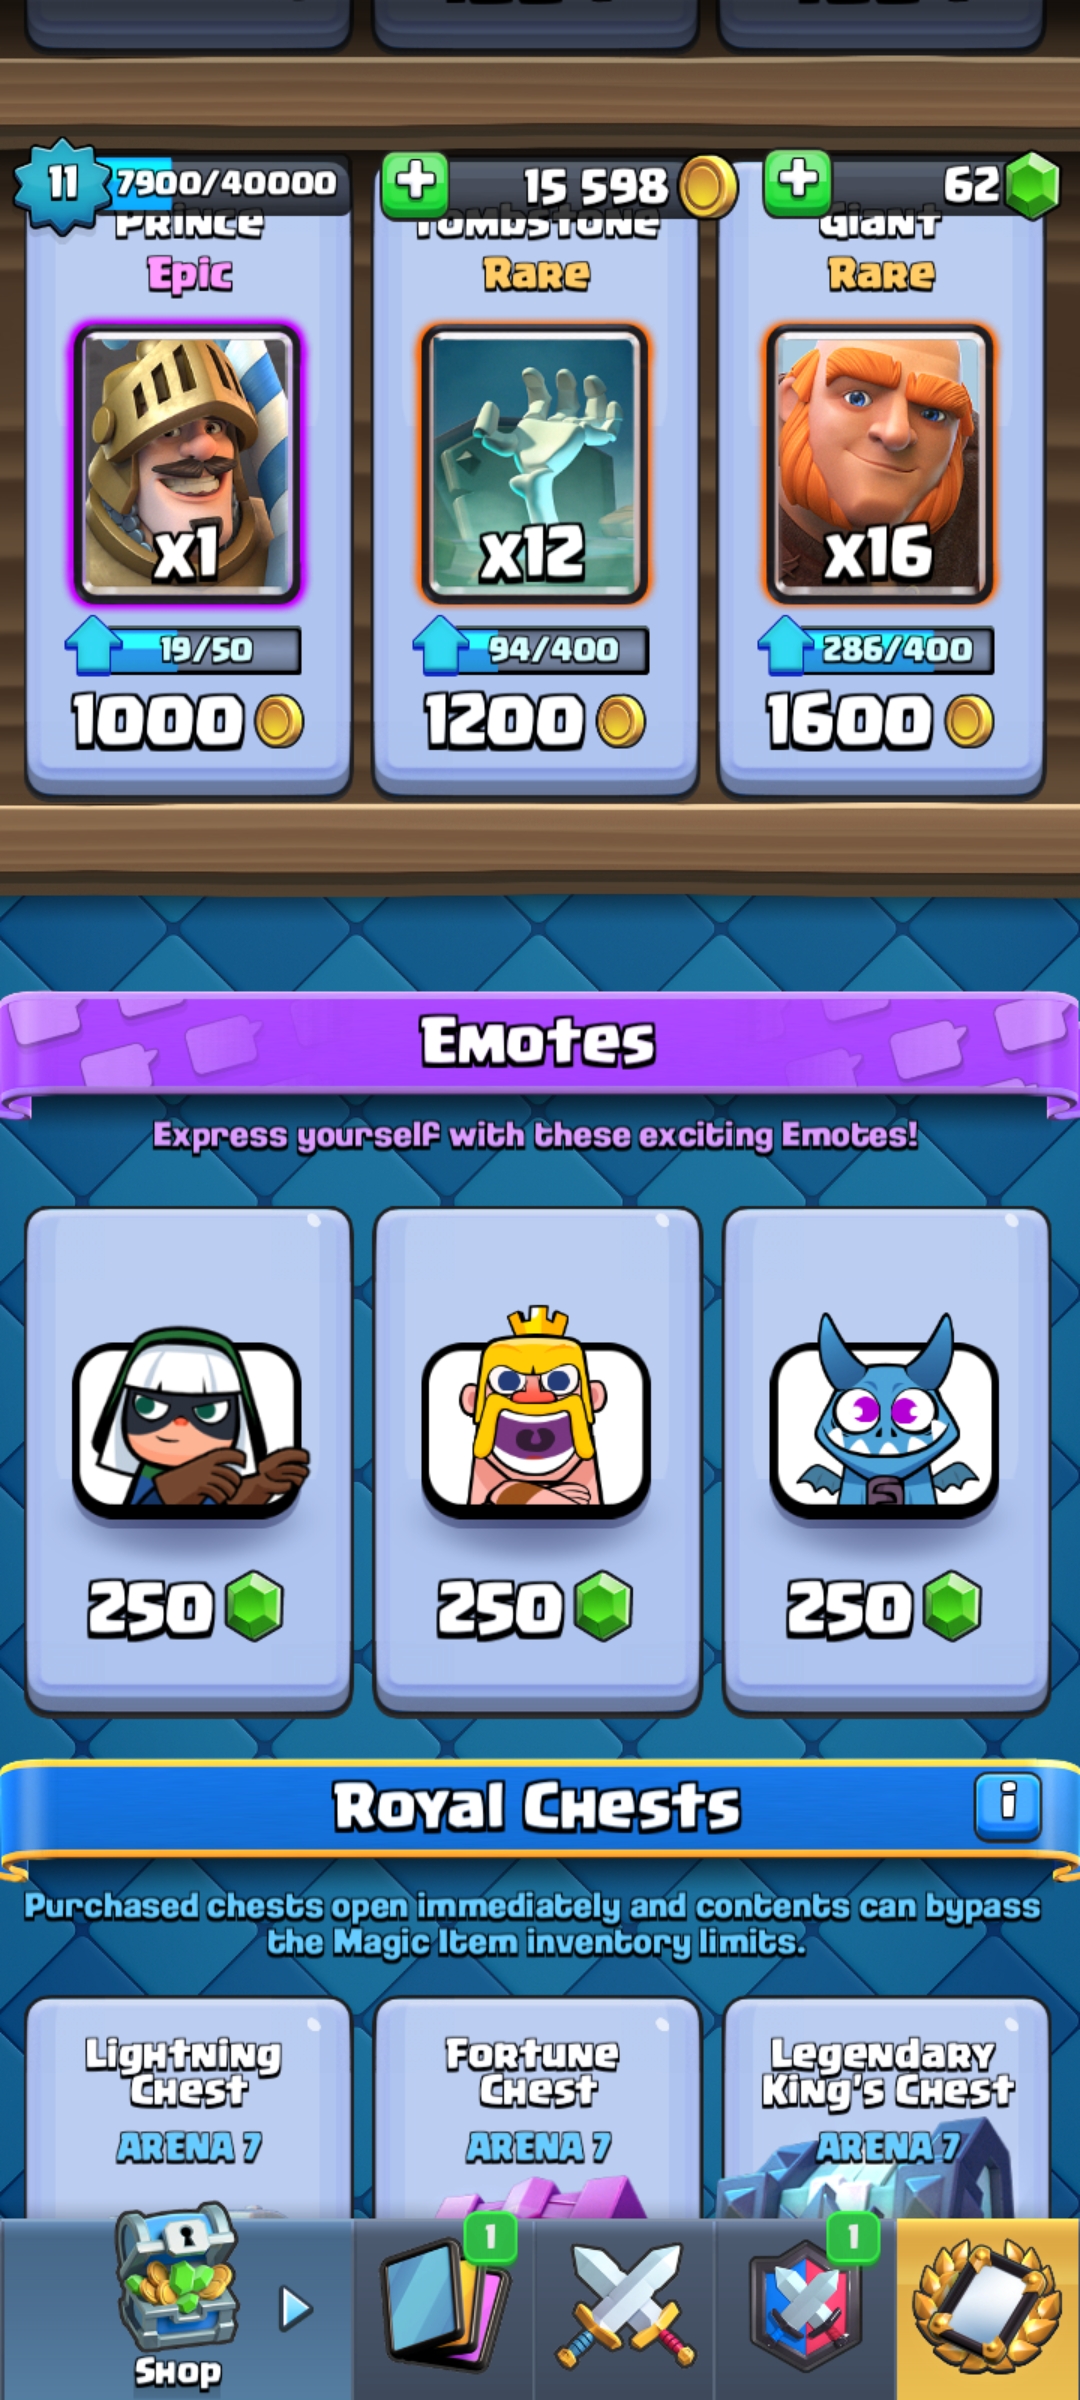 11
7900/40000
15 598
62
Prince
Tombstone
Giant
Epic
Rare
Rare
x1
x12
x16
19/50
94/400
286/400
1000
1200
1600
Emotes
Express yourself with these exciting Emotes!
250
250
250
Royal Chests
i
Purchased chests open immediately and contents can bypass
the Magic Item inventory limits.
Lightning
Chest
ARENA 7
Fortune
Chest
ARENA 7
Legendary
King's Chest
ARENA 7
1
1
Shop